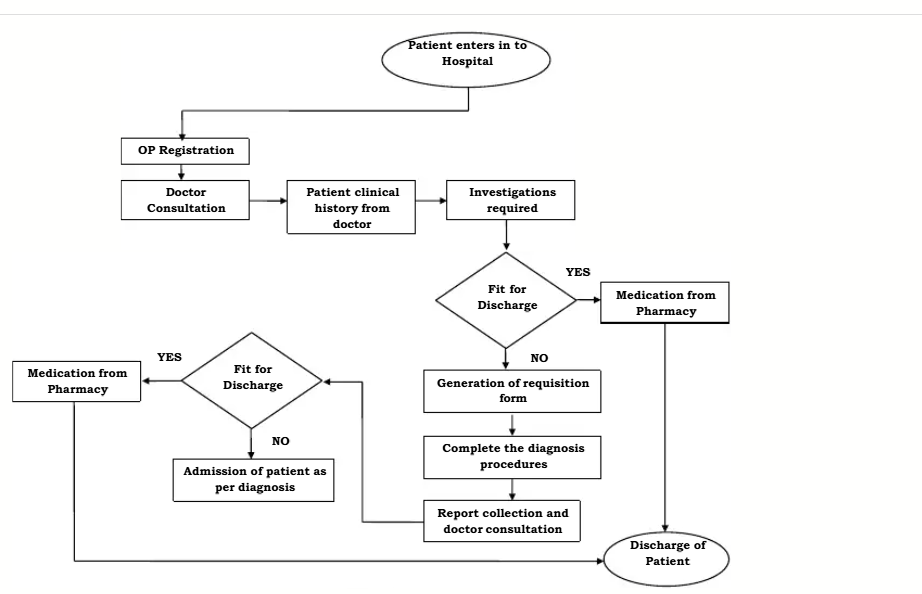 Patient enters in to
Hospital
OP Registration
Doctor
Consultation
Patient clinical
history from
doctor
Investigations
required
Fit for
Discharge
YES
Medication from
Pharmacy
NO
Generation of requisition
form
Complete the diagnosis
procedures
Report collection and
doctor consultation
Fit for
Discharge
YES
Medication from
Pharmacy
NO
Admission of patient as
per diagnosis
Discharge of
Patient